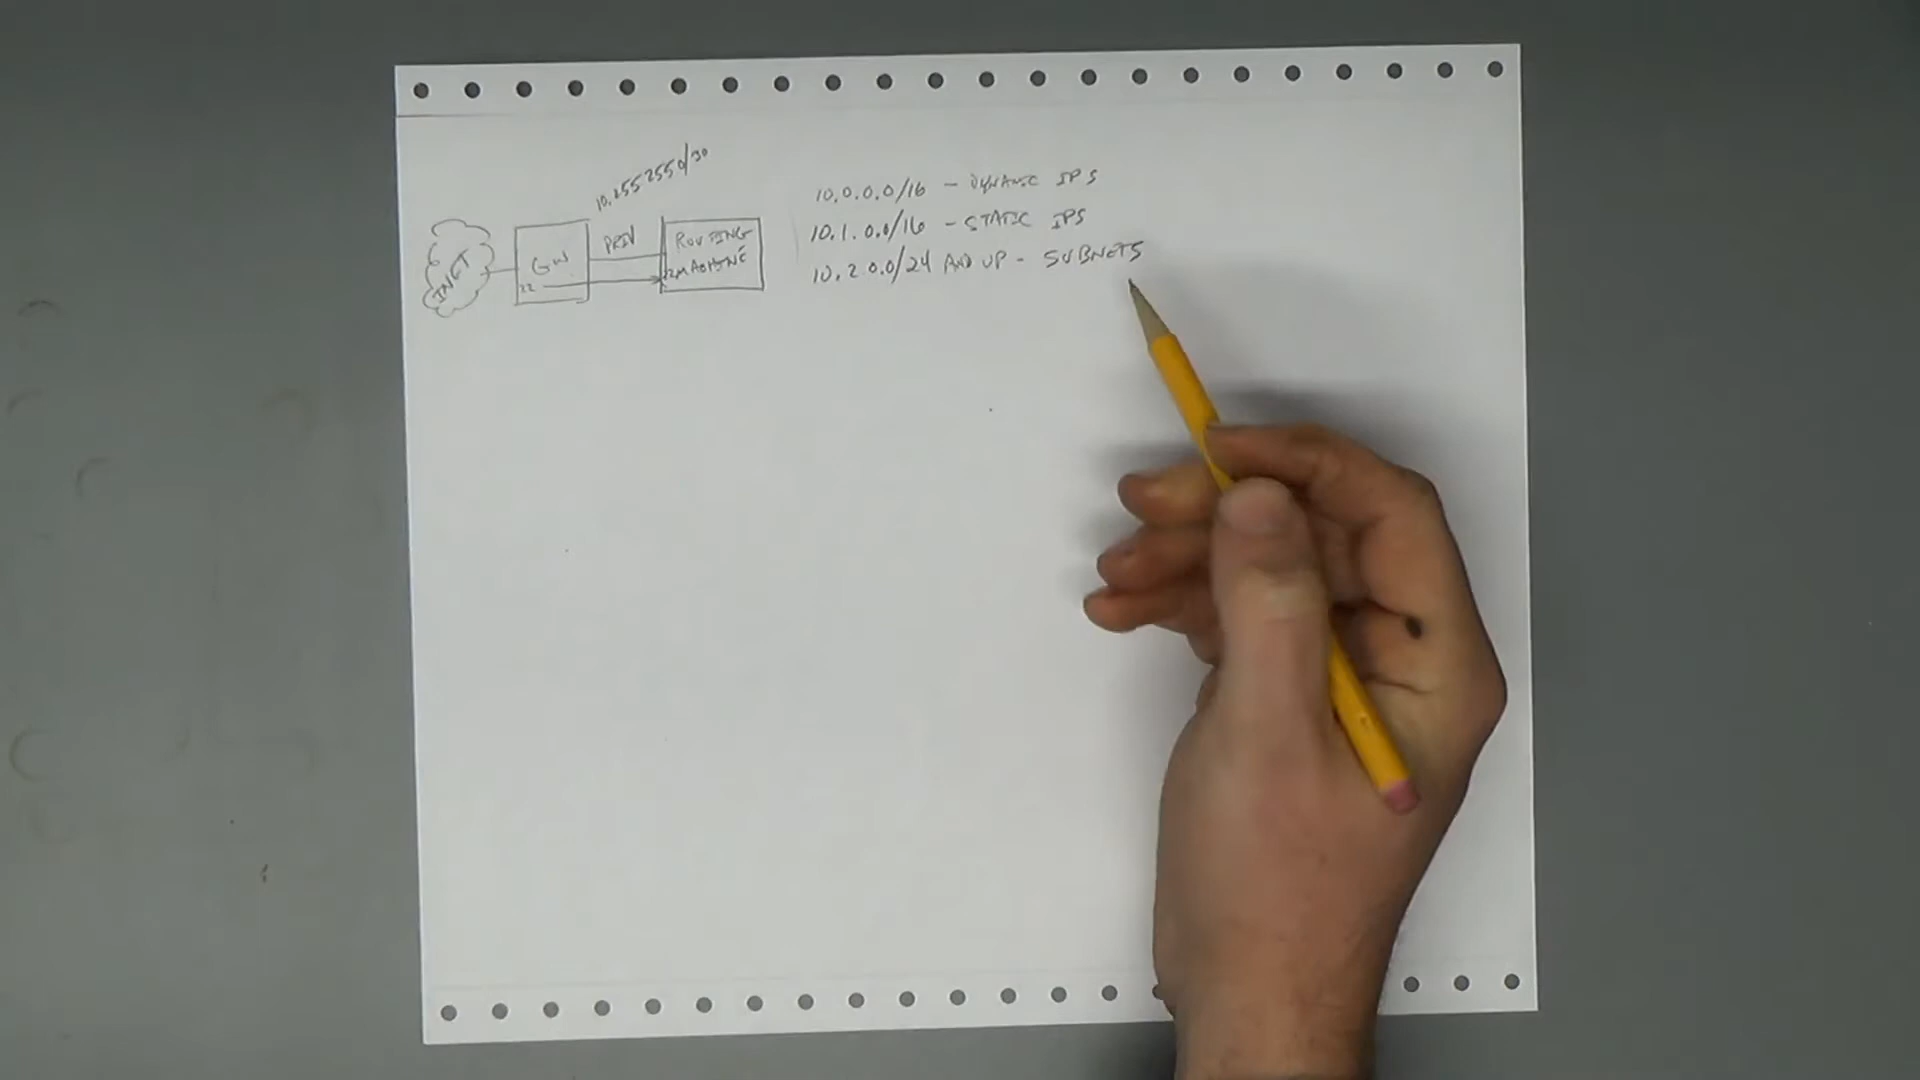 10.255.255.0/30
INET
GW
22
PRIV
ROUTING
MACHINE
10.0.0.0/16 - DYNAMIC IPS
10.1.0.0/16 - STATIC IPS
10.2.0.0/24 AND UP - SUBNETS